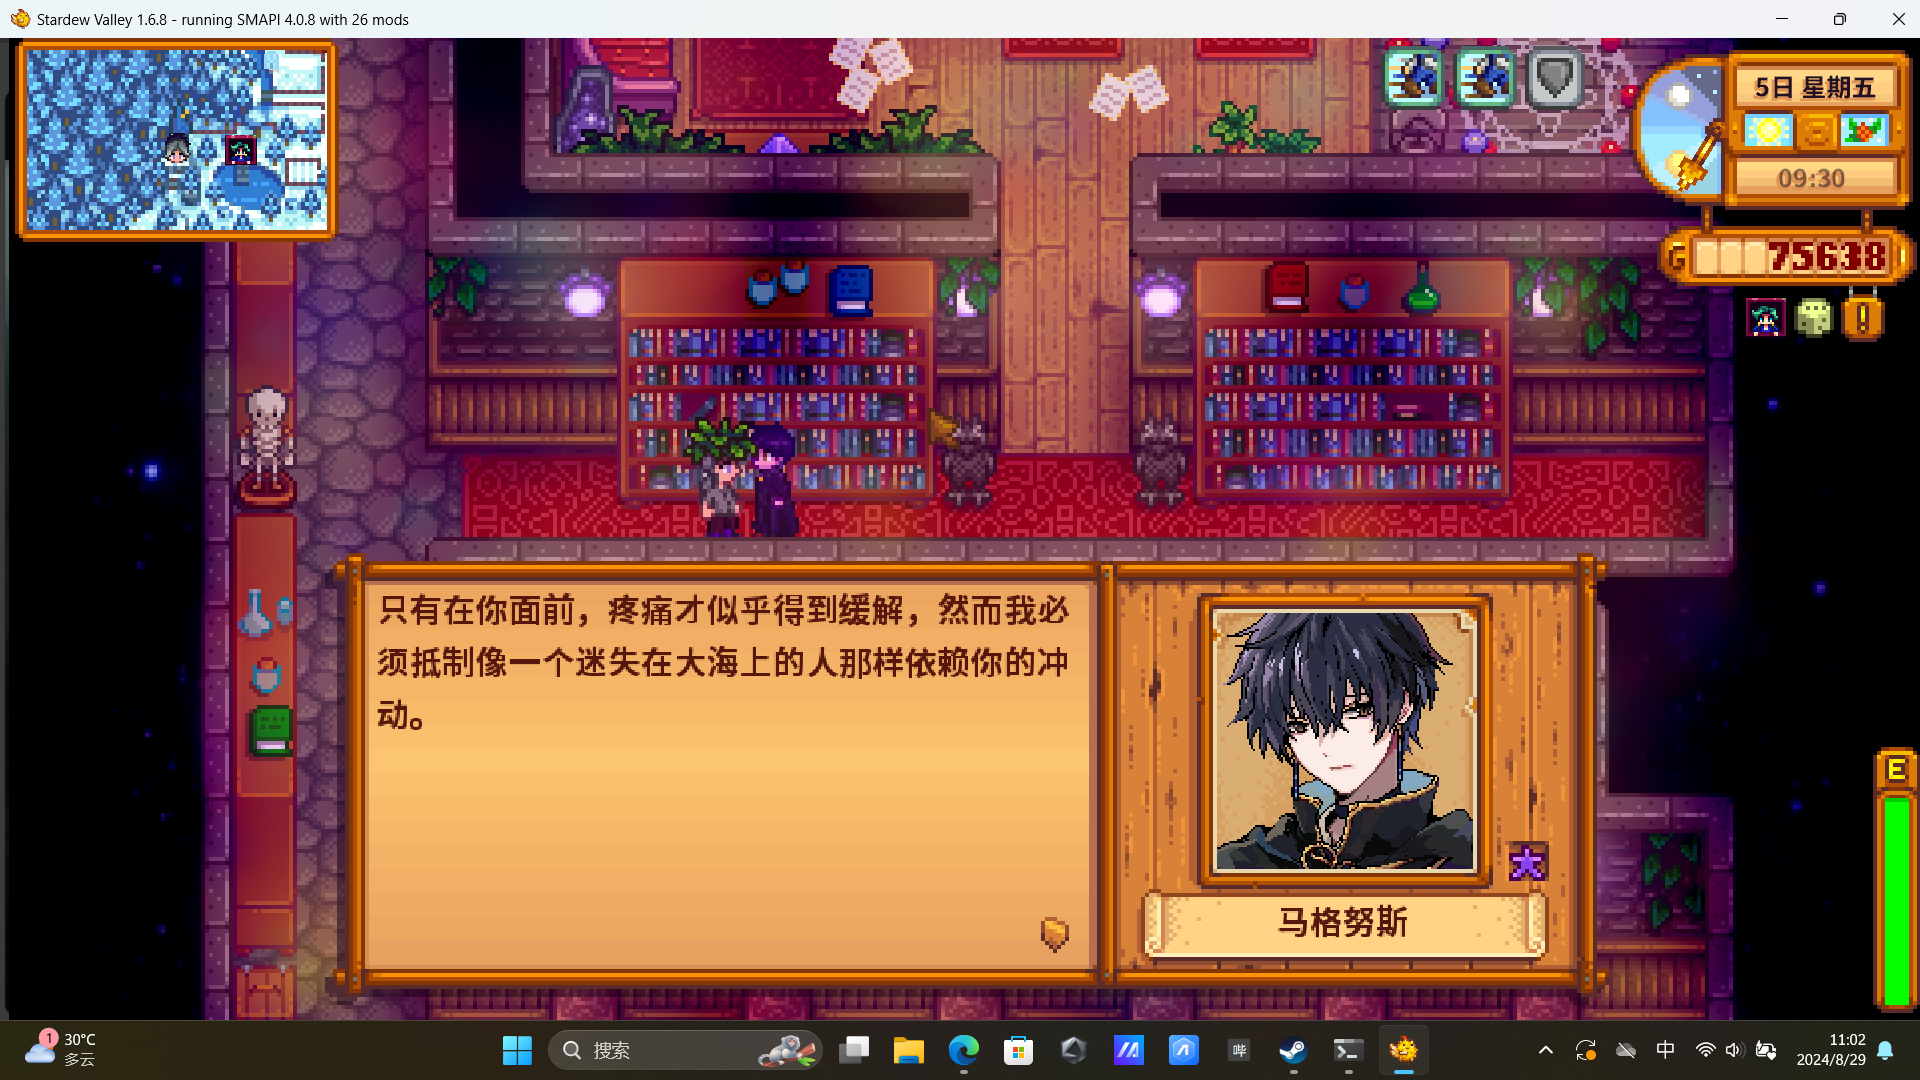 Stardew Valley 1.6.8 - running SMAPI 4.0.8 with 26 mods
5日 星期五
09:30
G 75638
只有在你面前，疼痛才似乎得到缓解，然而我必
须抵制像一个迷失在大海上的人那样依赖你的冲
动。
马格努斯
E
1
30°C
多云
搜索
哔
中
11:02
2024/8/29